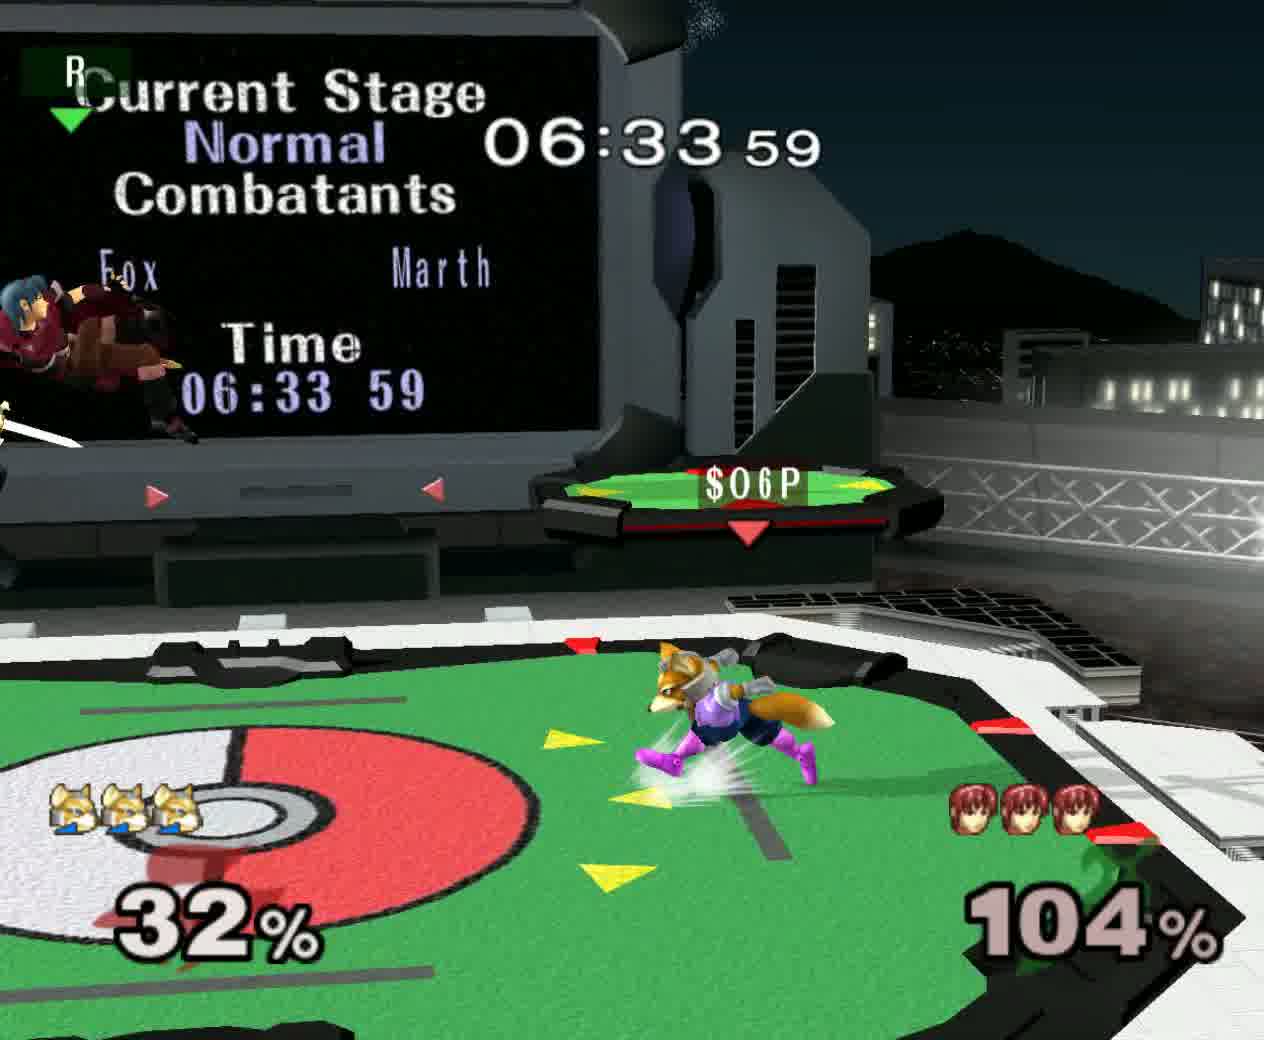 R
Current Stage
Normal
06:33 59
Combatants
Fox
Marth
Time
06:33 59
$06P
32%
104%